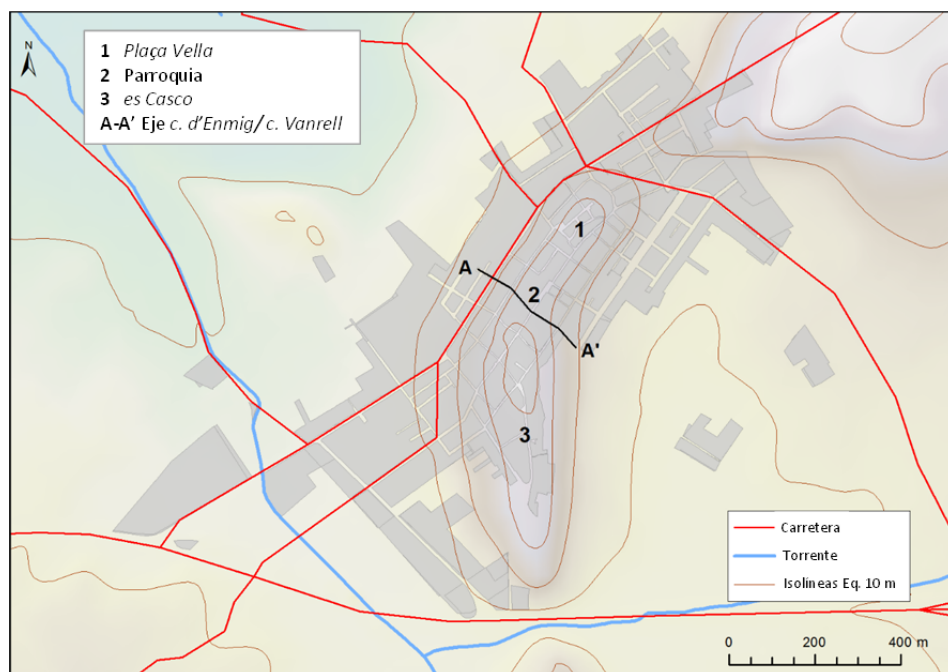 N
1 Plaça Vella
2 Parroquia
3 es Casco
A-A' Eje c. d'Enmig/c. Vanrell
1
A
2
A'
3
Carretera
Torrente
Isolineas Eq. 10 m
0 200 400 m